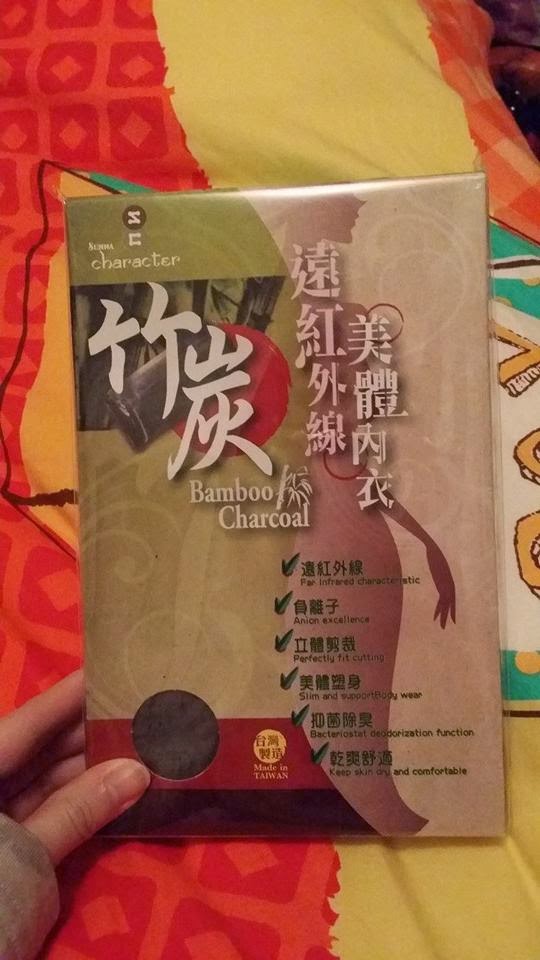 SUMMA
character
竹炭
Bamboo
Charcoal
遠紅外線
美體內衣
遠紅外線
Far Infrared characteristic
負離子
Anion excellence
立體剪裁
Perfectly fit cutting
美體塑身
Slim and supportBody wear
抑菌除臭
Bacteriostat deodorization function
乾爽舒適
Keep skin dry and comfortable
台灣
製造
Made in
TAIWAN